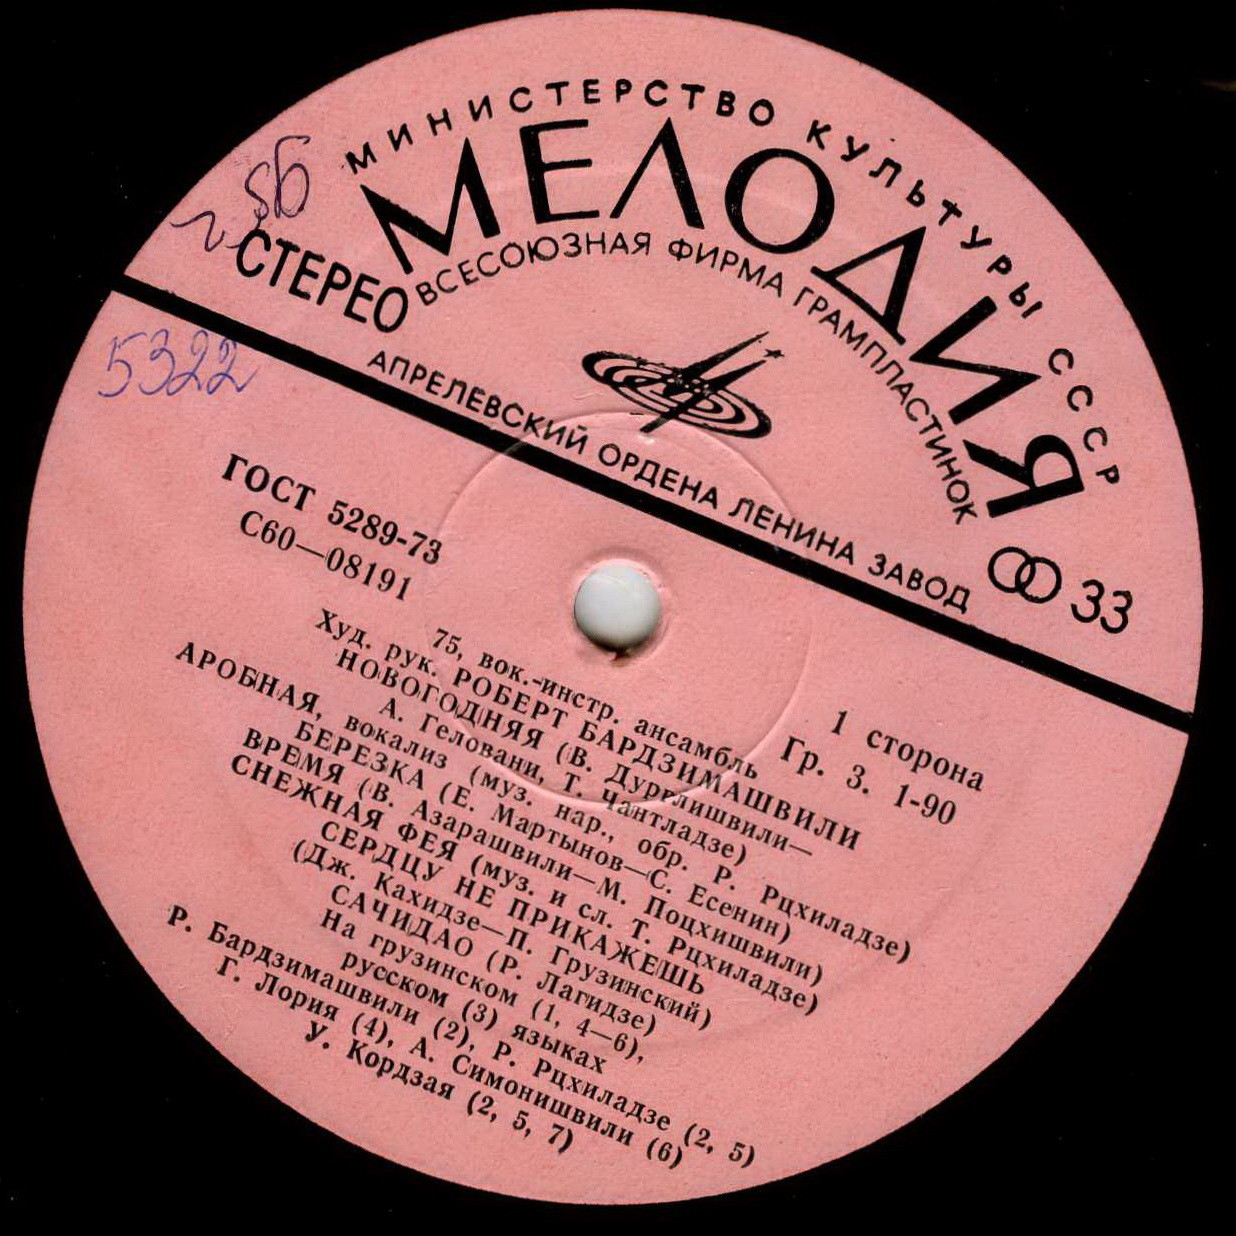 МИНИСТЕРСТВО КУЛЬТУРЫ СССР
МЕЛОДИЯ
ВСЕСОЮЗНАЯ ФИРМА ГРАМПЛАСТИНОК
56
СТЕРЕО
5322
АПРЕЛЕВСКИЙ ОРДЕНА ЛЕНИНА ЗАВОД
33
ГОСТ 5289-73
С60—08191
1 сторона
Гр. 3. 1-90
75, вок.-инстр. ансамбль
Худ. рук. РОБЕРТ БАРДЗИМАШВИЛИ
НОВОГОДНЯЯ (В. Дурглишвили—
А. Геловани, Т. Чантладзе)
АРОБНАЯ, вокализ (муз. нар., обр. Р. Рцхиладзе)
БЕРЕЗКА (Е. Мартынов—С. Есенин)
ВРЕМЯ (В. Азарашвили—М. Поцхишвили)
СНЕЖНАЯ ФЕЯ (муз. и сл. Т. Рцхиладзе)
СЕРДЦУ НЕ ПРИКАЖЕШЬ
(Дж. Кахидзе—П. Грузинский)
САЧИДАО (Р. Лагидзе)
На грузинском (1, 4—6),
русском (3) языках
Р. Бардзимашвили (2), Р. Рцхиладзе (2, 5)
Г. Лория (4), А. Симонишвили (6)
У. Кордзая (2, 5, 7)